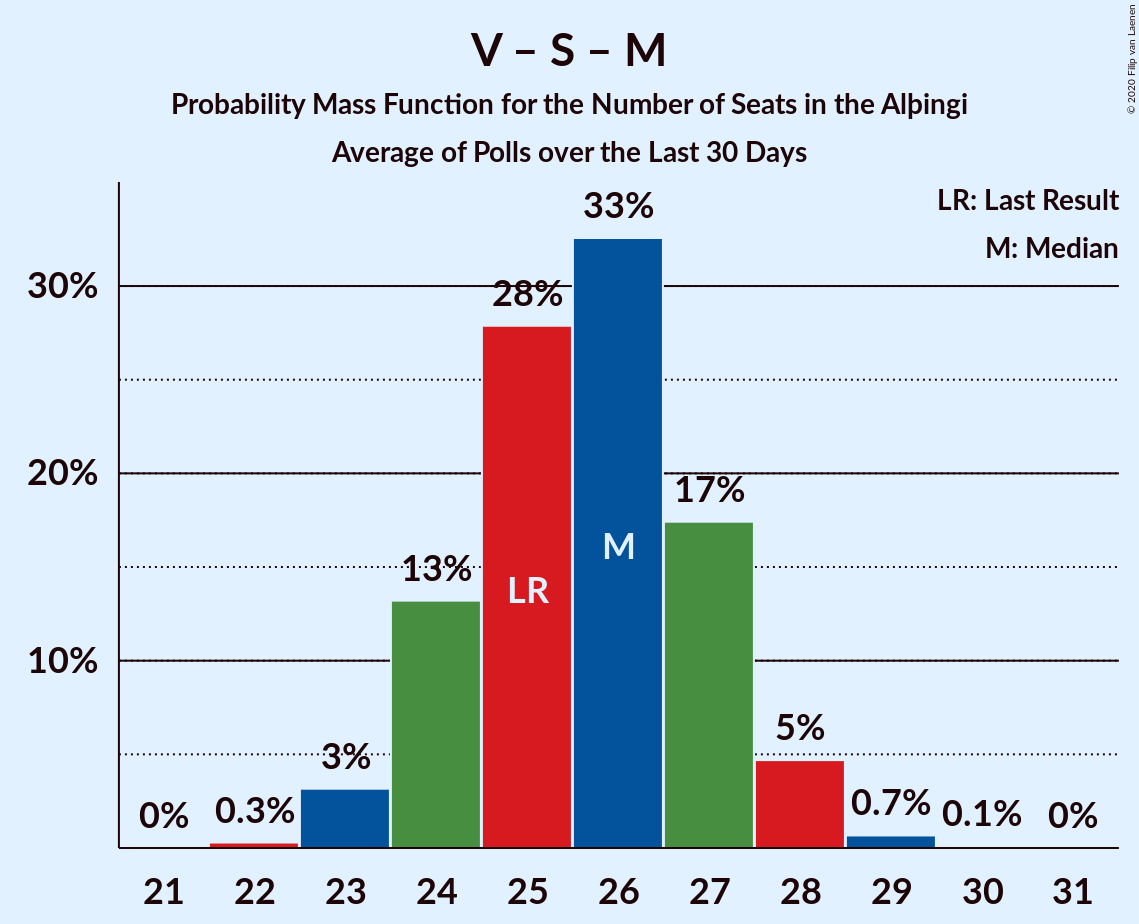 V – S – M
Probability Mass Function for the Number of Seats in the Alþingi
Average of Polls over the Last 30 Days
© 2020 Filip van Laenen
LR: Last Result
M: Median
30%
20%
10%
0%
0.3%
3%
13%
28%
33%
17%
5%
0.7%
0.1%
0%
LR
M
21 22 23 24 25 26 27 28 29 30 31